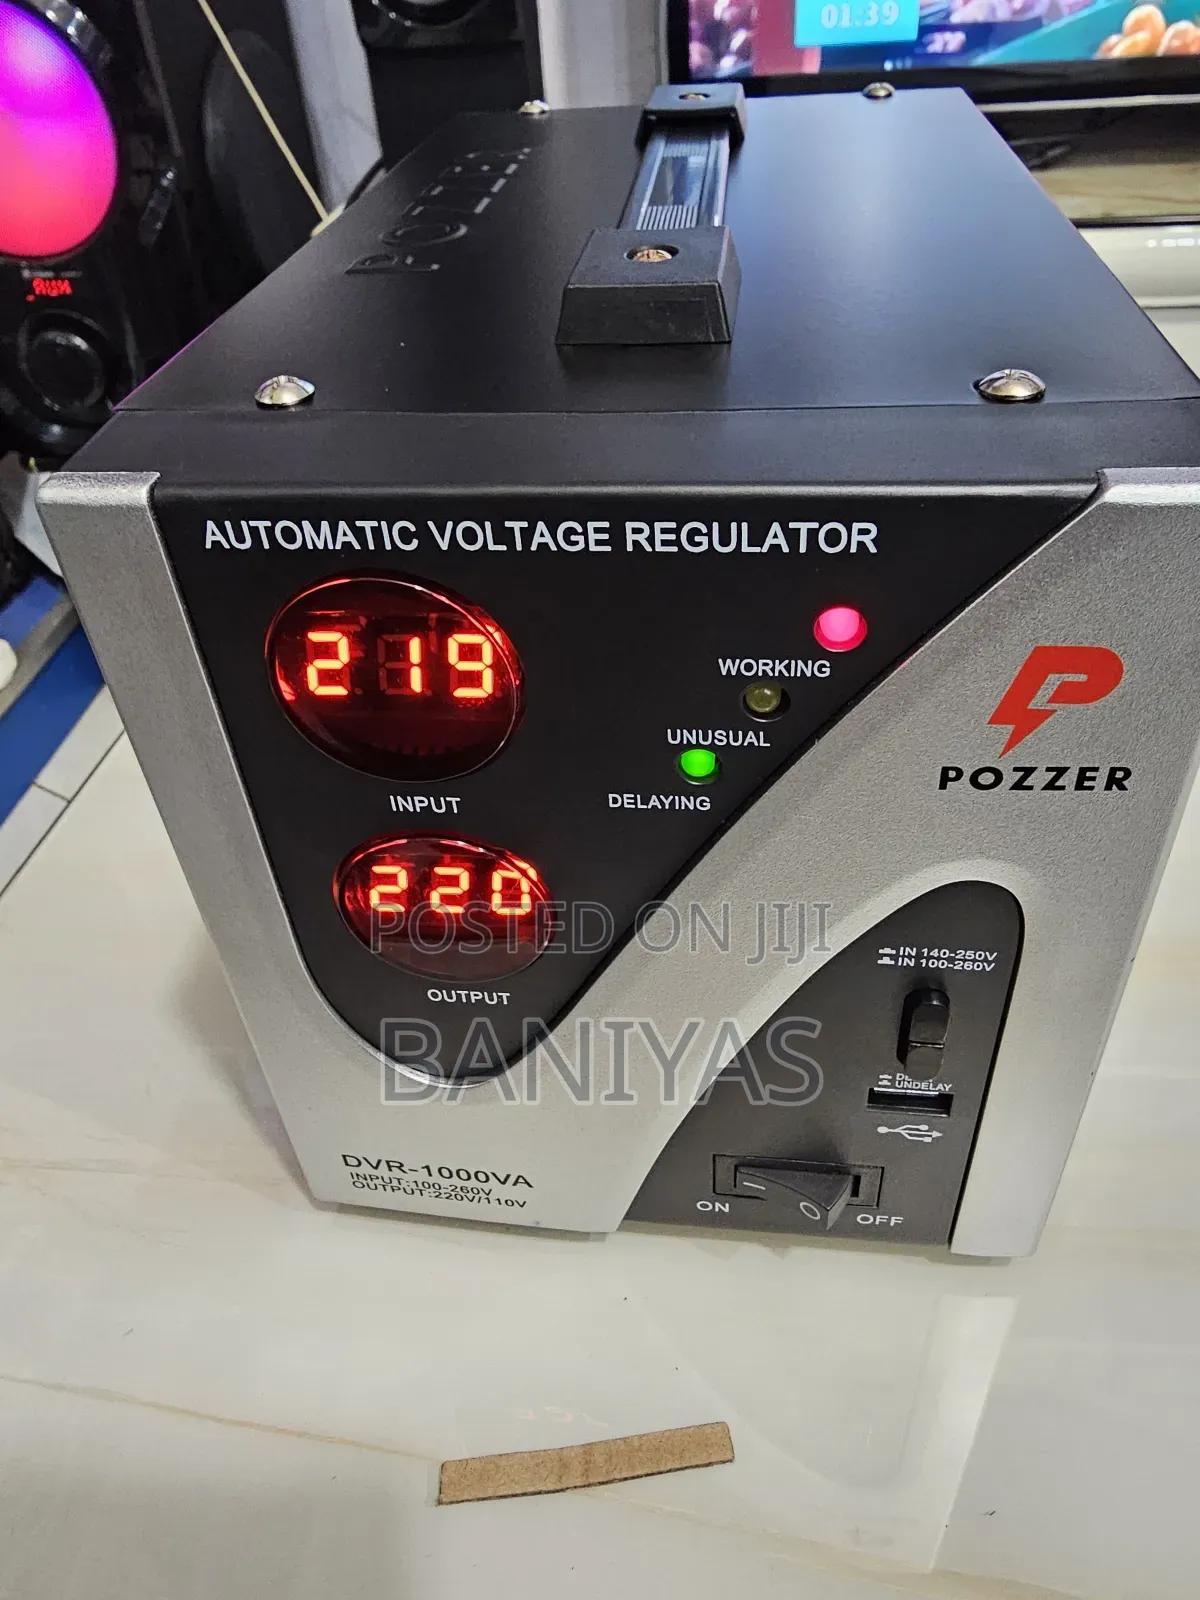 01:39
POZZER
AUTOMATIC VOLTAGE REGULATOR
219
INPUT
WORKING
UNUSUAL
DELAYING
POZZER
220
OUTPUT
POSTED ON JIJI
BANIYAS
IN 140-250V
IN 100-260V
UNDELAY
DVR-1000VA
INPUT:100-260V
OUTPUT:220V/110V
ON
OFF